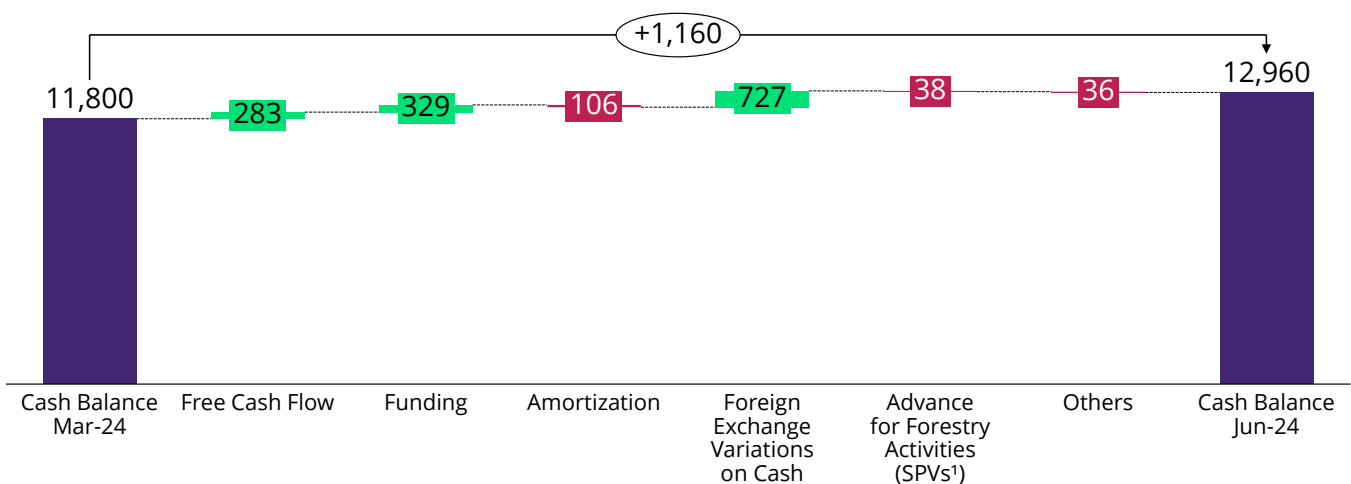 +1,160
11,800
283
329
106
727
38
36
12,960
Cash Balance
Mar-24
Free Cash Flow
Funding
Amortization
Foreign
Exchange
Variations
on Cash
Advance
for Forestry
Activities
(SPVs¹)
Others
Cash Balance
Jun-24